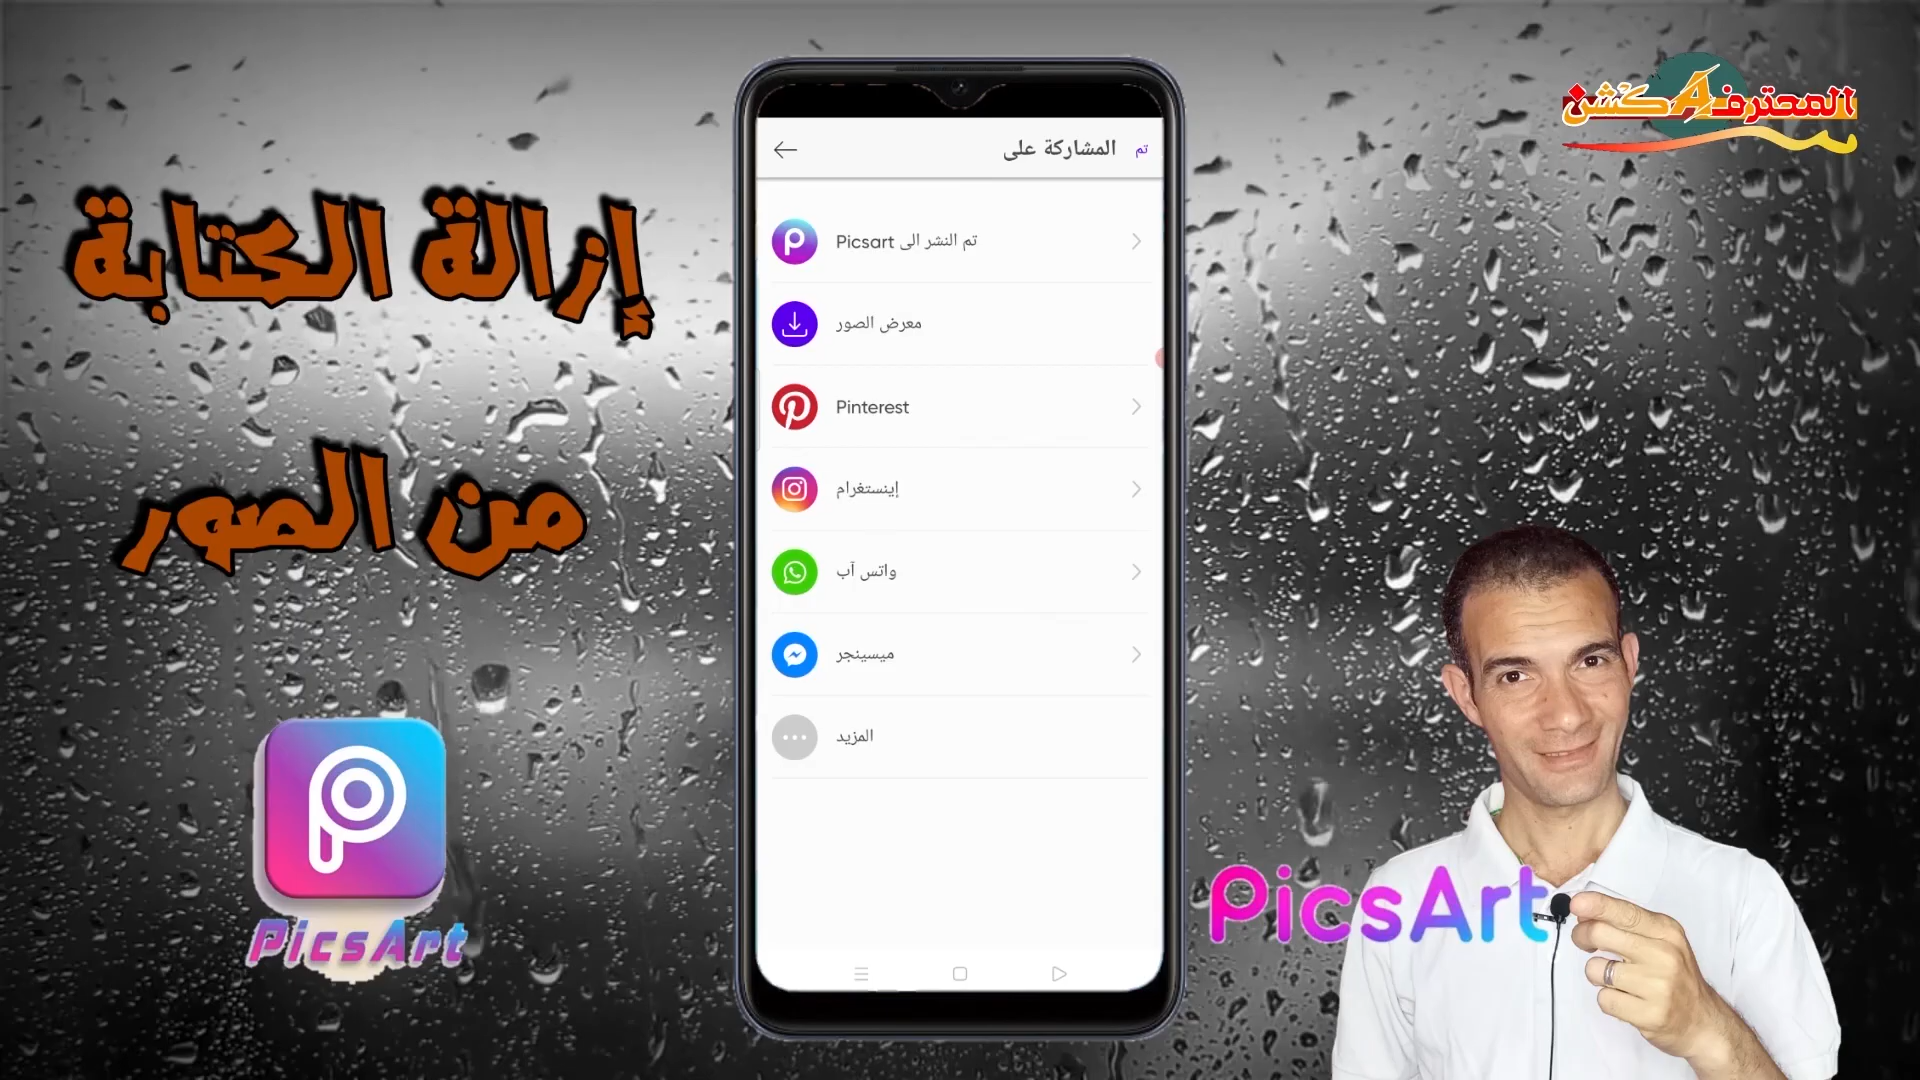 المحترف Aكشن
إزالة الكتابة
من الصور
PicsArt
المشاركة على تم
تم النشر الى Picsart
معرض الصور
Pinterest
إينستغرام
واتس آب
ميسينجر
المزيد
PicsArt